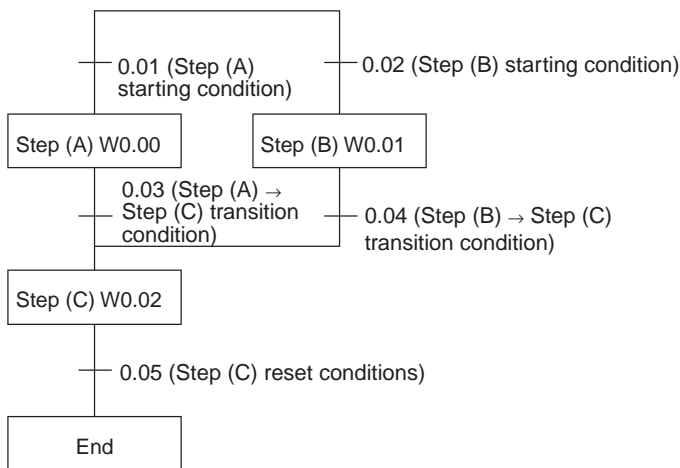 0.01 (Step (A)
starting condition)
0.02 (Step (B) starting condition)
Step (A) W0.00
Step (B) W0.01
0.03 (Step (A) →
Step (C) transition
condition)
0.04 (Step (B) → Step (C)
transition condition)
Step (C) W0.02
0.05 (Step (C) reset conditions)
End